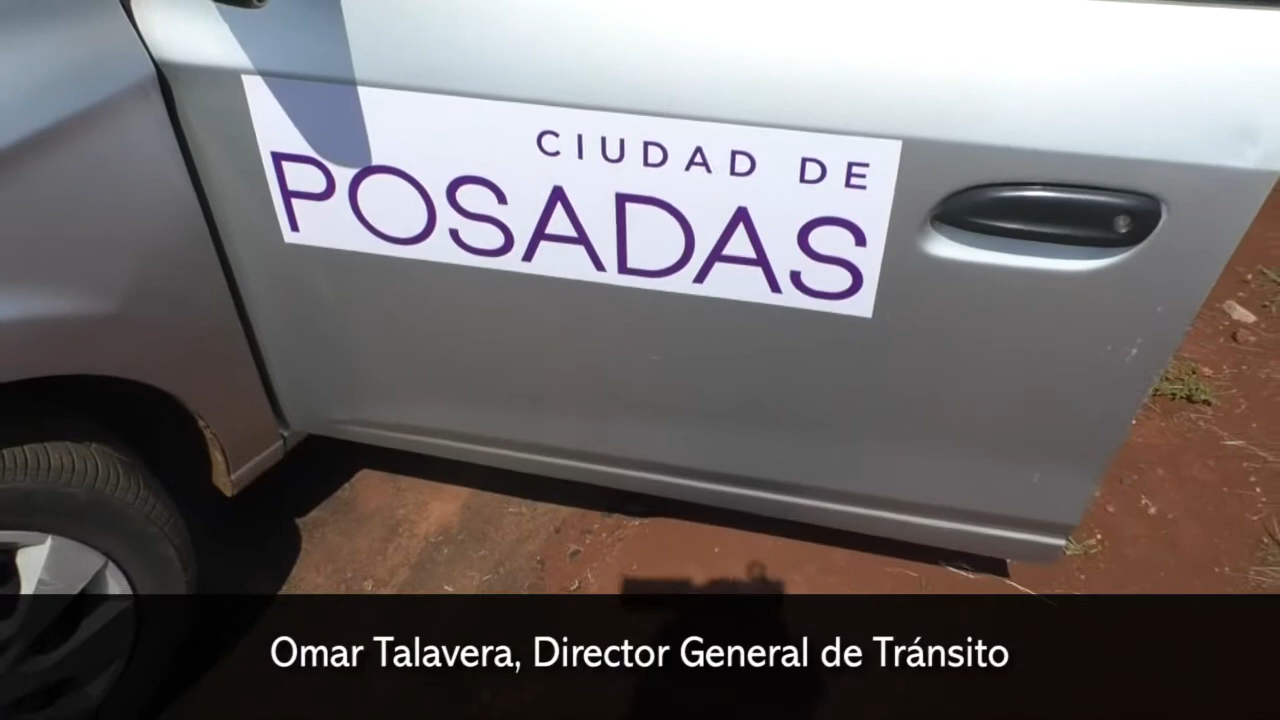 CIUDAD DE
POSADAS
Omar Talavera, Director General de Tránsito